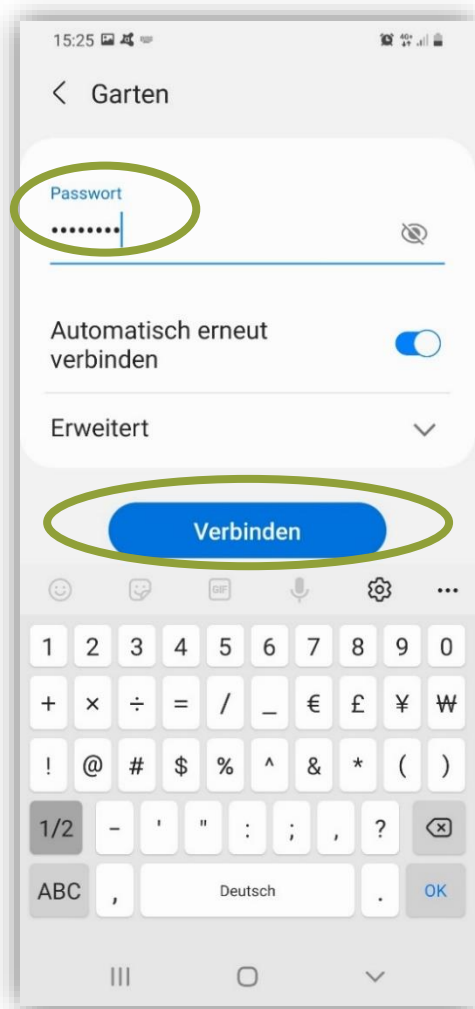 15:25
Garten
Passwort
••••••••
Automatisch erneut
verbinden
Erweitert
Verbinden
GIF
1 2 3 4 5 6 7 8 9 0
+ × ÷ = / _ € £ ¥ ₩
! @ # $ % ^ & * ( )
1/2 - ' " : ; , ?
ABC , Deutsch . OK